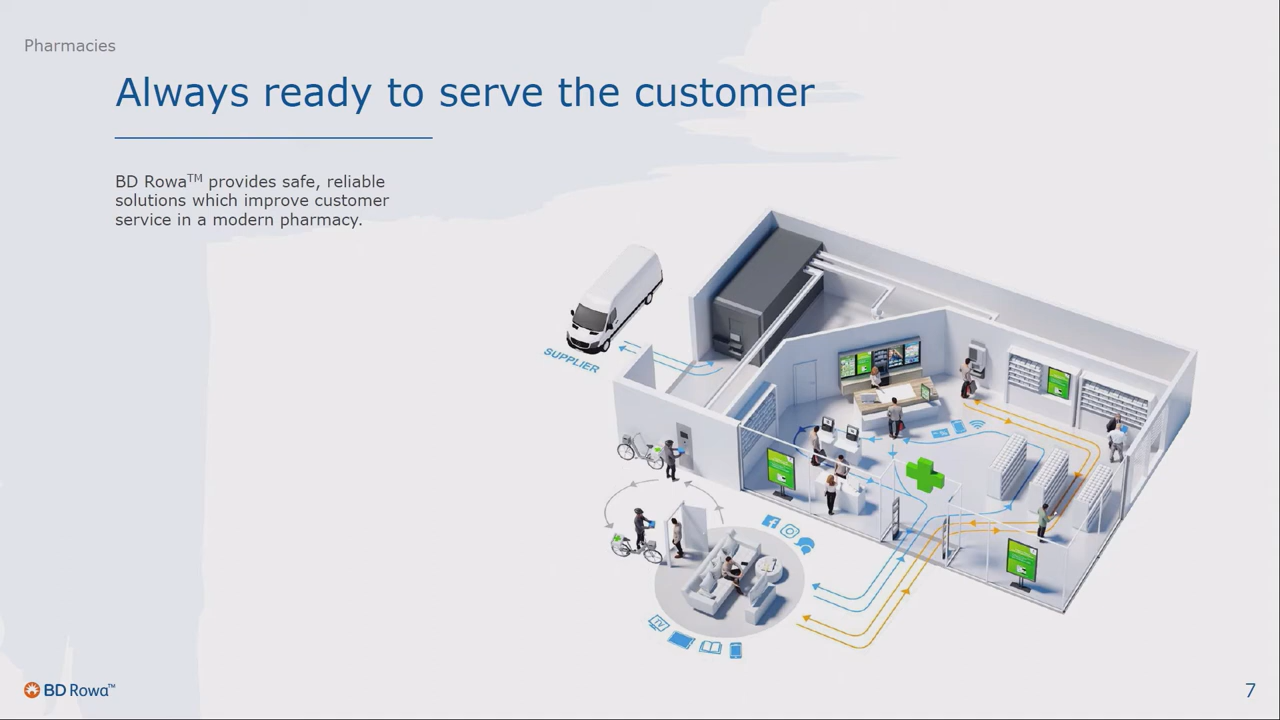 Pharmacies
Always ready to serve the customer
BD Rowa™ provides safe, reliable
solutions which improve customer
service in a modern pharmacy.
SUPPLIER
TV
BD Rowa™
7